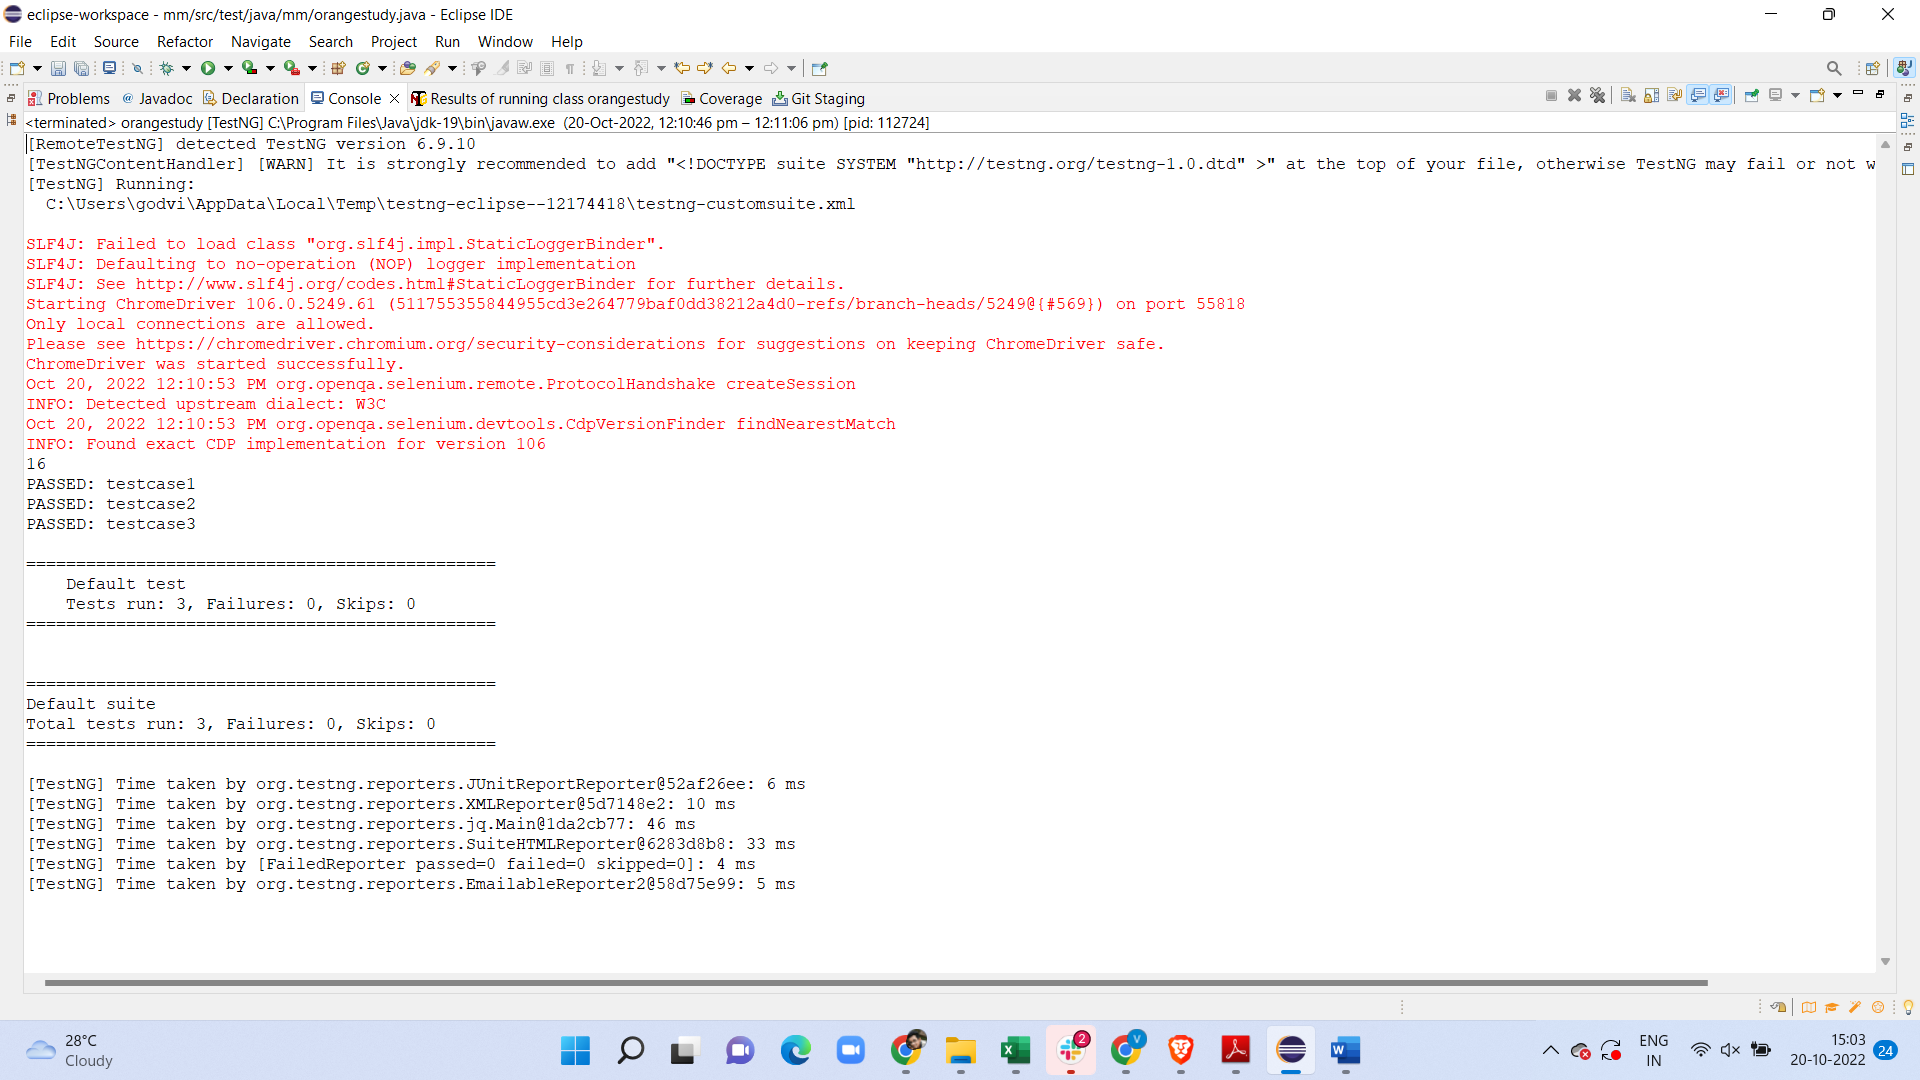 eclipse-workspace - mm/src/test/java/mm/orangestudy.java - Eclipse IDE
File Edit Source Refactor Navigate Search Project Run Window Help
Problems @ Javadoc Declaration Console Results of running class orangestudy Coverage Git Staging
<terminated> orangestudy [TestNG] C:\Program Files\Java\jdk-19\bin\javaw.exe (20-Oct-2022, 12:10:46 pm – 12:11:06 pm) [pid: 112724]
[RemoteTestNG] detected TestNG version 6.9.10
[TestNGContentHandler] [WARN] It is strongly recommended to add "<!DOCTYPE suite SYSTEM "http://testng.org/testng-1.0.dtd" >" at the top of your file, otherwise TestNG may fail or not w
[TestNG] Running:
C:\Users\godvi\AppData\Local\Temp\testng-eclipse--12174418\testng-customsuite.xml
SLF4J: Failed to load class "org.slf4j.impl.StaticLoggerBinder".
SLF4J: Defaulting to no-operation (NOP) logger implementation
SLF4J: See http://www.slf4j.org/codes.html#StaticLoggerBinder for further details.
Starting ChromeDriver 106.0.5249.61 (511755355844955cd3e264779baf0dd38212a4d0-refs/branch-heads/5249@{#569}) on port 55818
Only local connections are allowed.
Please see https://chromedriver.chromium.org/security-considerations for suggestions on keeping ChromeDriver safe.
ChromeDriver was started successfully.
Oct 20, 2022 12:10:53 PM org.openqa.selenium.remote.ProtocolHandshake createSession
INFO: Detected upstream dialect: W3C
Oct 20, 2022 12:10:53 PM org.openqa.selenium.devtools.CdpVersionFinder findNearestMatch
INFO: Found exact CDP implementation for version 106
16
PASSED: testcase1
PASSED: testcase2
PASSED: testcase3
===============================================
Default test
Tests run: 3, Failures: 0, Skips: 0
===============================================
===============================================
Default suite
Total tests run: 3, Failures: 0, Skips: 0
===============================================
[TestNG] Time taken by org.testng.reporters.JUnitReportReporter@52af26ee: 6 ms
[TestNG] Time taken by org.testng.reporters.XMLReporter@5d7148e2: 10 ms
[TestNG] Time taken by org.testng.reporters.jq.Main@1da2cb77: 46 ms
[TestNG] Time taken by org.testng.reporters.SuiteHTMLReporter@6283d8b8: 33 ms
[TestNG] Time taken by [FailedReporter passed=0 failed=0 skipped=0]: 4 ms
[TestNG] Time taken by org.testng.reporters.EmailableReporter2@58d75e99: 5 ms
28°C
Cloudy
2
V
ENG
IN
15:03
20-10-2022
24